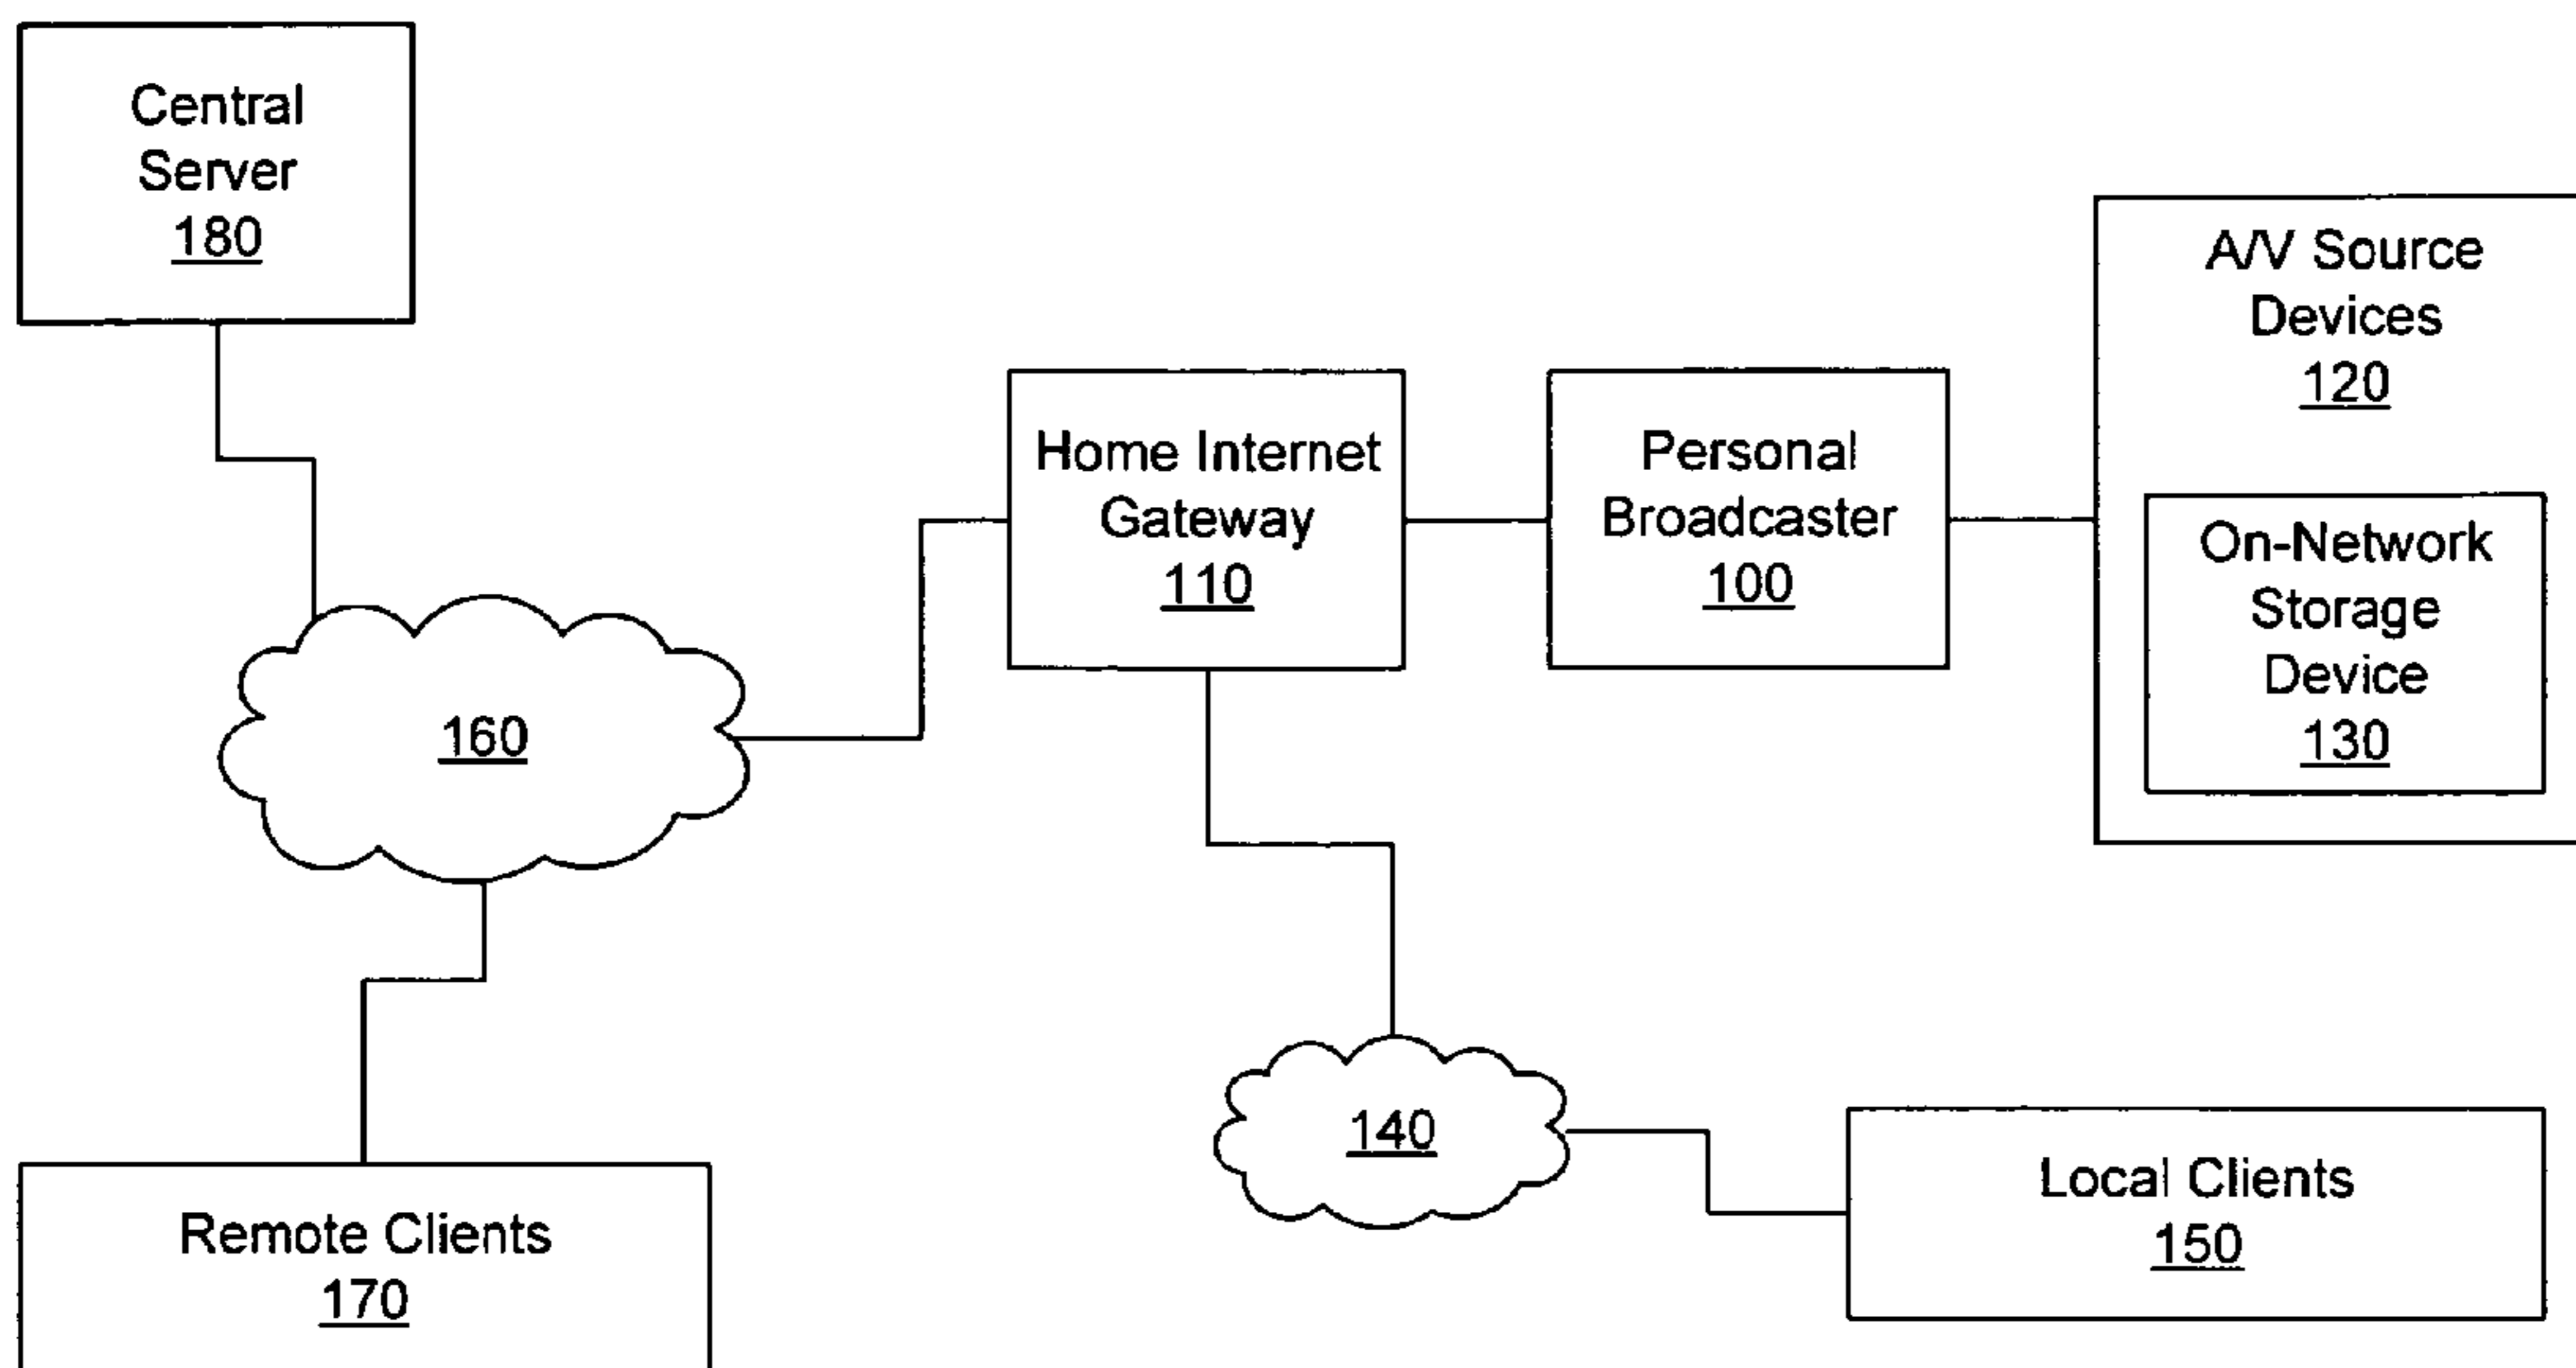 Central
Server
180
A/V Source
Devices
120
Home Internet
Gateway
110
Personal
Broadcaster
100
On-Network
Storage
Device
130
160
140
Local Clients
150
Remote Clients
170